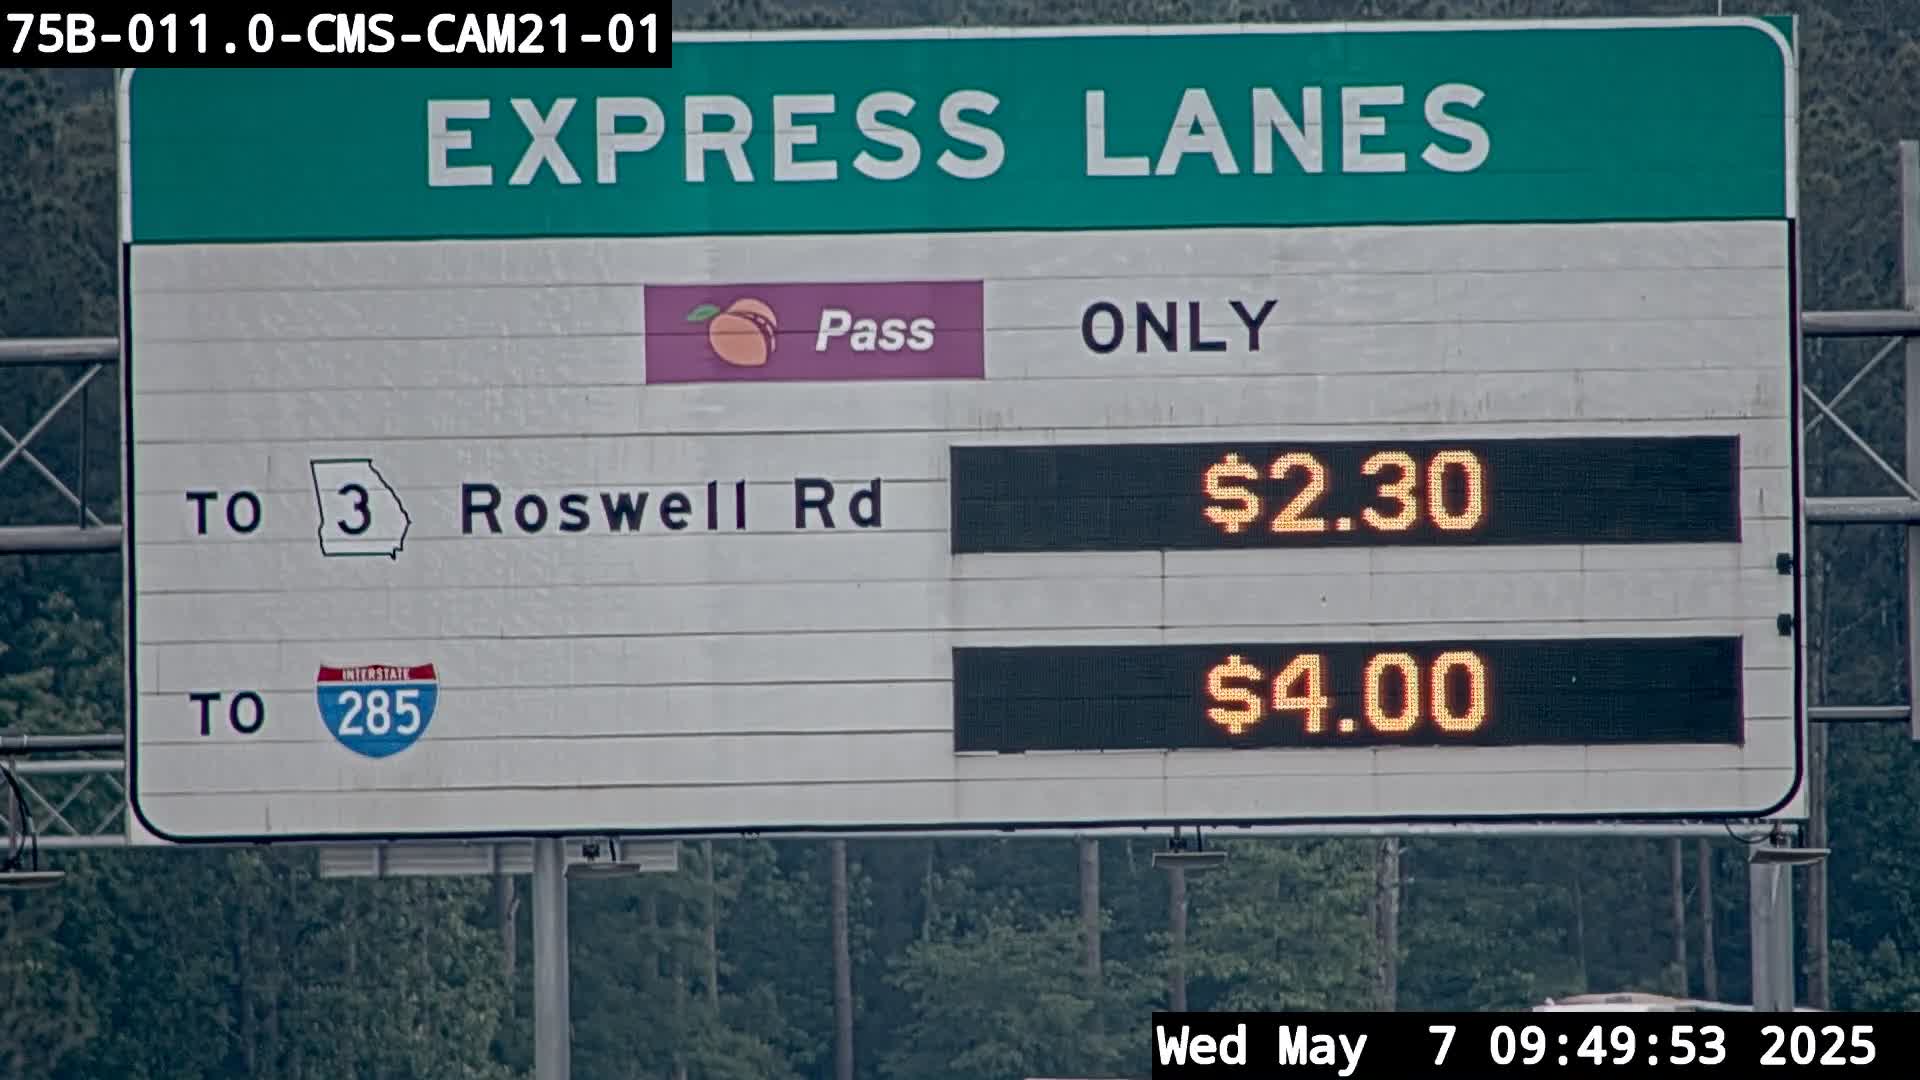 75B-011.0-CMS-CAM21-01
EXPRESS LANES
Pass ONLY
TO 3 Roswell Rd $2.30
TO INTERSTATE 285 $4.00
Wed May 7 09:49:53 2025